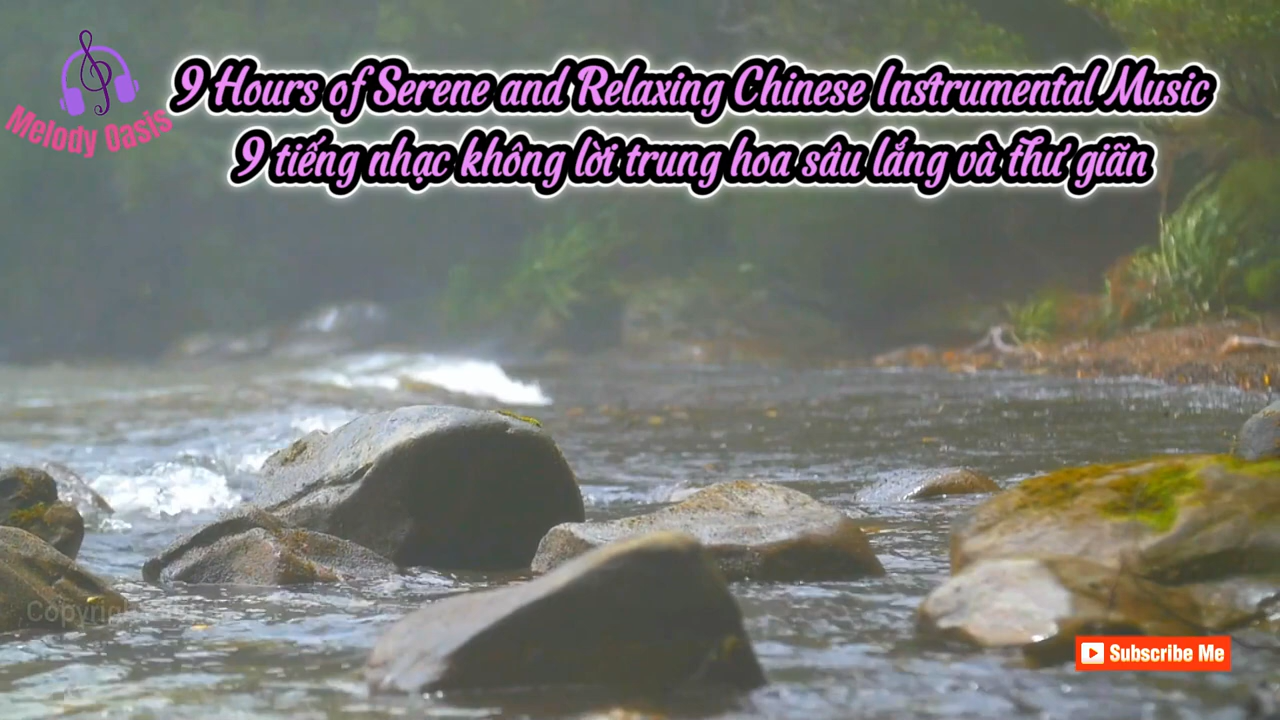 Melody Oasis
9 Hours of Serene and Relaxing Chinese Instrumental Music
9 tiếng nhạc không lời trung hoa sâu lắng và thư giãn
Copyright
Subscribe Me